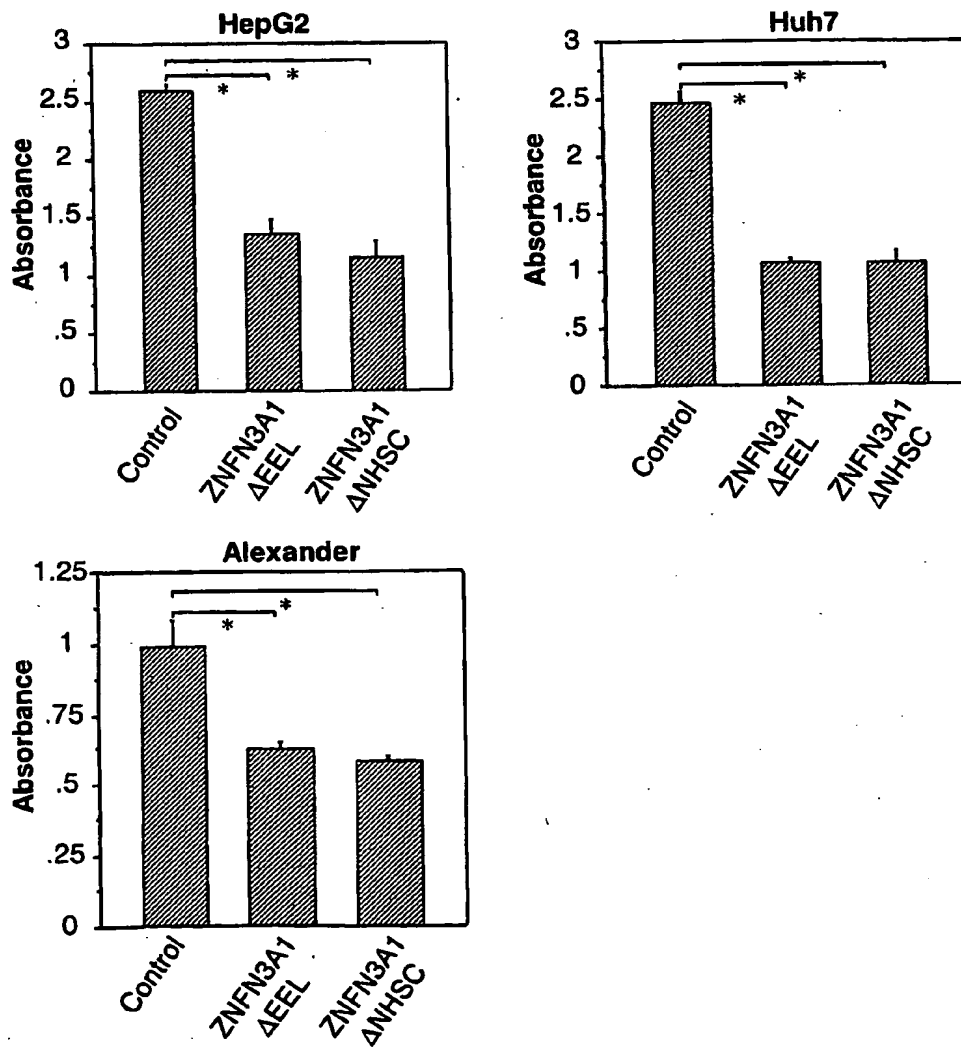 HepG2
3
2.5
2
1.5
1
.5
0
Absorbance
*
*
Control
ZNFN3A1
ΔEEL
ZNFN3A1
ΔNHSC
Huh7
3
2.5
2
1.5
1
.5
0
Absorbance
*
*
Control
ZNFN3A1
ΔEEL
ZNFN3A1
ΔNHSC
Alexander
1.25
1
.75
.5
.25
0
Absorbance
*
*
Control
ZNFN3A1
ΔEEL
ZNFN3A1
ΔNHSC